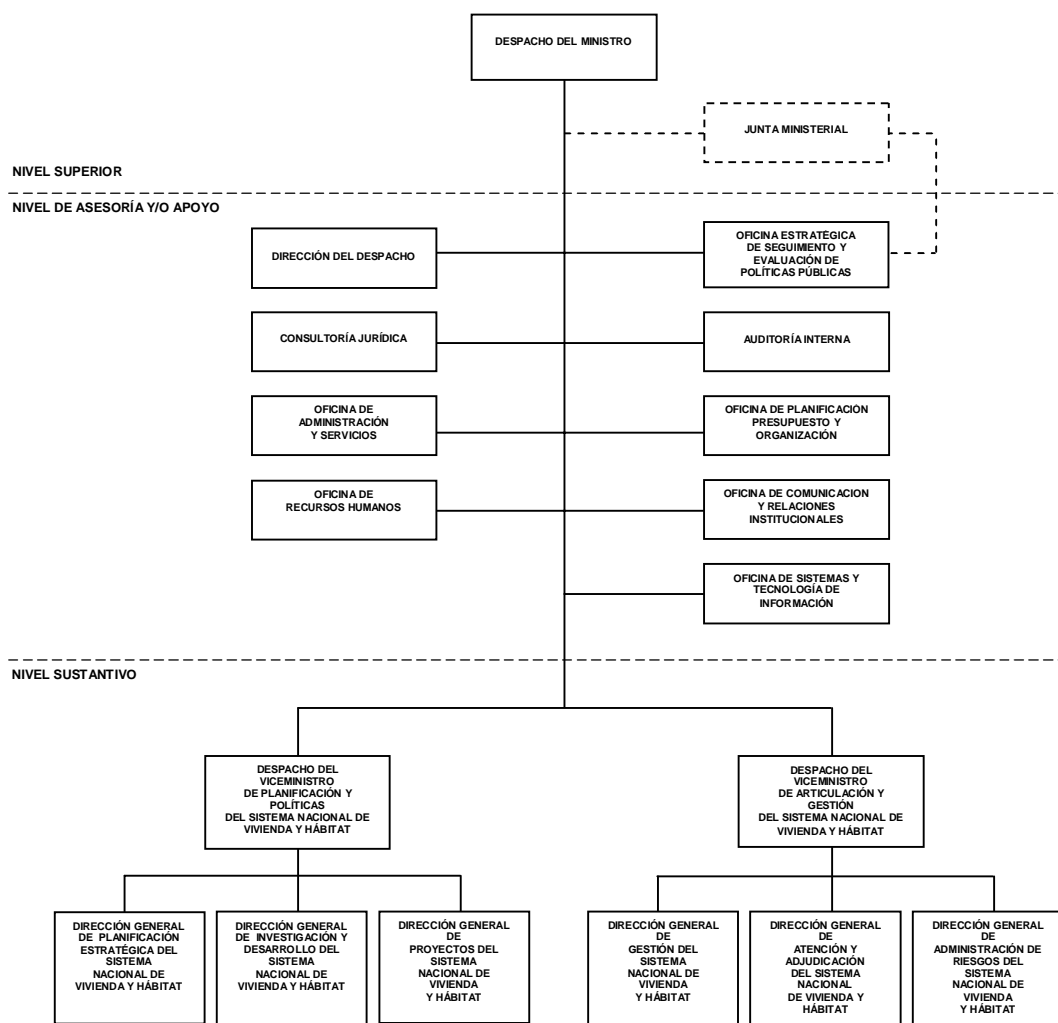 DESPACHO DEL MINISTRO
JUNTA MINISTERIAL
NIVEL SUPERIOR
NIVEL DE ASESORÍA Y/O APOYO
DIRECCIÓN DEL DESPACHO
OFICINA ESTRATÉGICA
DE SEGUIMIENTO Y
EVALUACIÓN DE
POLÍTICAS PÚBLICAS
CONSULTORÍA JURÍDICA
AUDITORÍA INTERNA
OFICINA DE
ADMINISTRACIÓN
Y SERVICIOS
OFICINA DE PLANIFICACIÓN
PRESUPUESTO Y
ORGANIZACIÓN
OFICINA DE
RECURSOS HUMANOS
OFICINA DE COMUNICACION
Y RELACIONES
INSTITUCIONALES
OFICINA DE SISTEMAS Y
TECNOLOGÍA DE
INFORMACIÓN
NIVEL SUSTANTIVO
DESPACHO DEL
VICEMINISTRO
DE PLANIFICACIÓN Y
POLÍTICAS
DEL SISTEMA NACIONAL DE
VIVIENDA Y HÁBITAT
DESPACHO DEL
VICEMINISTRO
DE ARTICULACIÓN Y
GESTIÓN
DEL SISTEMA NACIONAL DE
VIVIENDA Y HÁBITAT
DIRECCIÓN GENERAL
DE PLANIFICACIÓN
ESTRATÉGICA DEL
SISTEMA
NACIONAL DE
VIVIENDA Y HÁBITAT
DIRECCIÓN GENERAL
DE INVESTIGACIÓN Y
DESARROLLO DEL
SISTEMA
NACIONAL DE
VIVIENDA Y HÁBITAT
DIRECCIÓN GENERAL
DE
PROYECTOS DEL
SISTEMA
NACIONAL DE
VIVIENDA
Y HÁBITAT
DIRECCIÓN GENERAL
DE
GESTIÓN DEL
SISTEMA
NACIONAL DE
VIVIENDA
Y HÁBITAT
DIRECCIÓN GENERAL
DE
ATENCIÓN Y
ADJUDICACIÓN
DEL SISTEMA
NACIONAL
DE VIVIENDA Y
HÁBITAT
DIRECCIÓN GENERAL
DE
ADMINISTRACIÓN DE
RIESGOS DEL
SISTEMA
NACIONAL DE
VIVIENDA
Y HÁBITAT